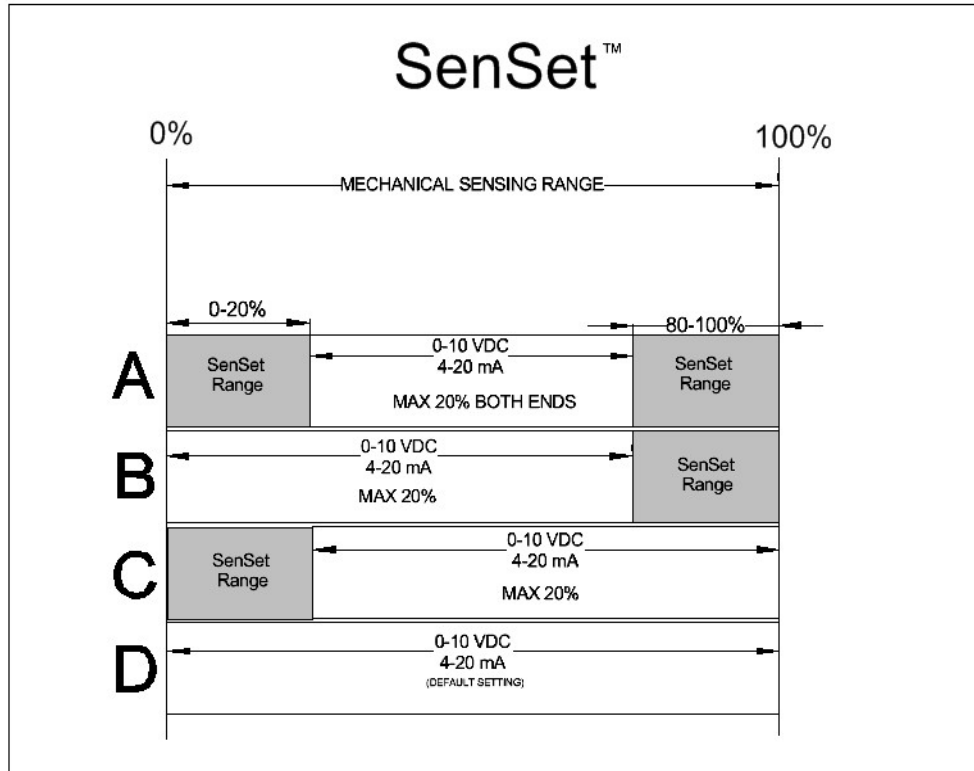 SenSet™
0%
100%
MECHANICAL SENSING RANGE
0-20%
80-100%
A
SenSet
Range
0-10 VDC
4-20 mA
MAX 20% BOTH ENDS
SenSet
Range
B
0-10 VDC
4-20 mA
MAX 20%
SenSet
Range
C
SenSet
Range
0-10 VDC
4-20 mA
MAX 20%
D
0-10 VDC
4-20 mA
(DEFAULT SETTING)